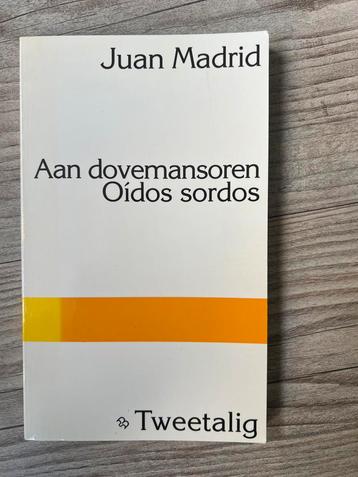 Juan Madrid
Aan dovemansoren
Oídos sordos
Tweetalig